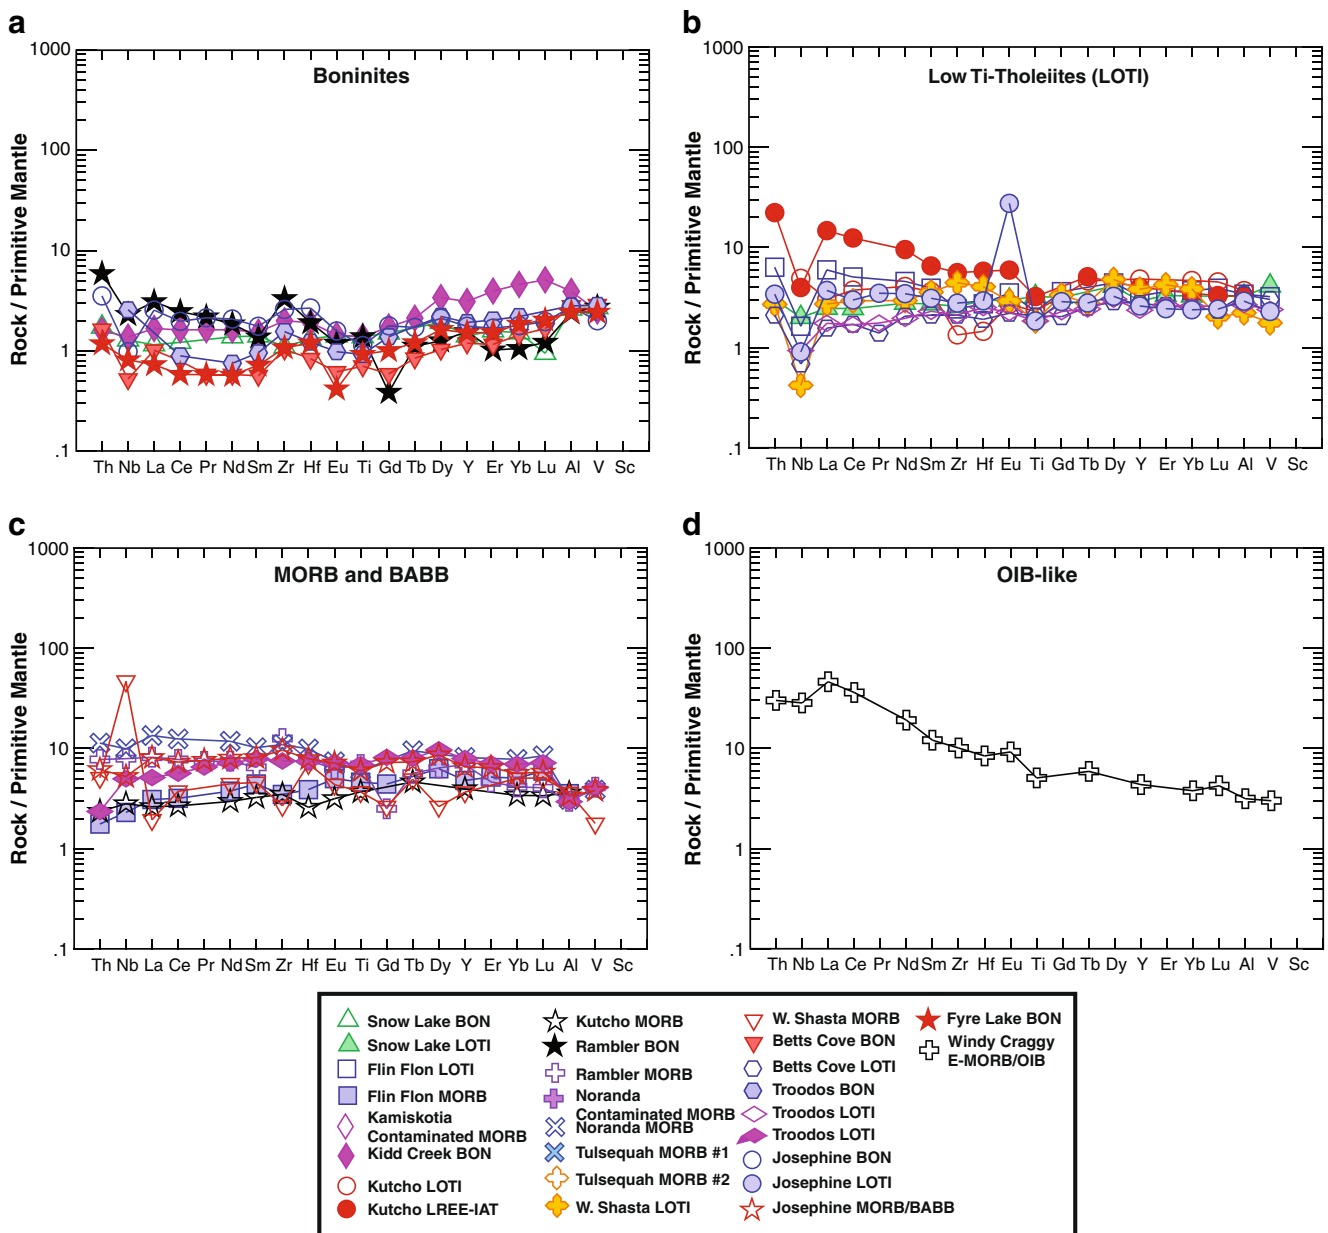 a
Boninites
Rock / Primitive Mantle
1000
100
10
1
.1
Th Nb La Ce Pr Nd Sm Zr Hf Eu Ti Gd Tb Dy Y Er Yb Lu Al V Sc
b
Low Ti-Tholeiites (LOTI)
Rock / Primitive Mantle
1000
100
10
1
.1
Th Nb La Ce Pr Nd Sm Zr Hf Eu Ti Gd Tb Dy Y Er Yb Lu Al V Sc
c
MORB and BABB
Rock / Primitive Mantle
1000
100
10
1
.1
Th Nb La Ce Pr Nd Sm Zr Hf Eu Ti Gd Tb Dy Y Er Yb Lu Al V Sc
d
OIB-like
Rock / Primitive Mantle
1000
100
10
1
.1
Th Nb La Ce Pr Nd Sm Zr Hf Eu Ti Gd Tb Dy Y Er Yb Lu Al V Sc
Snow Lake BON
Snow Lake LOTI
Flin Flon LOTI
Flin Flon MORB
Kamiskotia
Contaminated MORB
Kidd Creek BON
Kutcho LOTI
Kutcho LREE-IAT
Kutcho MORB
Rambler BON
Rambler MORB
Noranda
Contaminated MORB
Noranda MORB
Tulsequah MORB #1
Tulsequah MORB #2
W. Shasta LOTI
W. Shasta MORB
Betts Cove BON
Betts Cove LOTI
Troodos BON
Troodos LOTI
Troodos LOTI
Josephine BON
Josephine LOTI
Josephine MORB/BABB
Fyre Lake BON
Windy Craggy
E-MORB/OIB